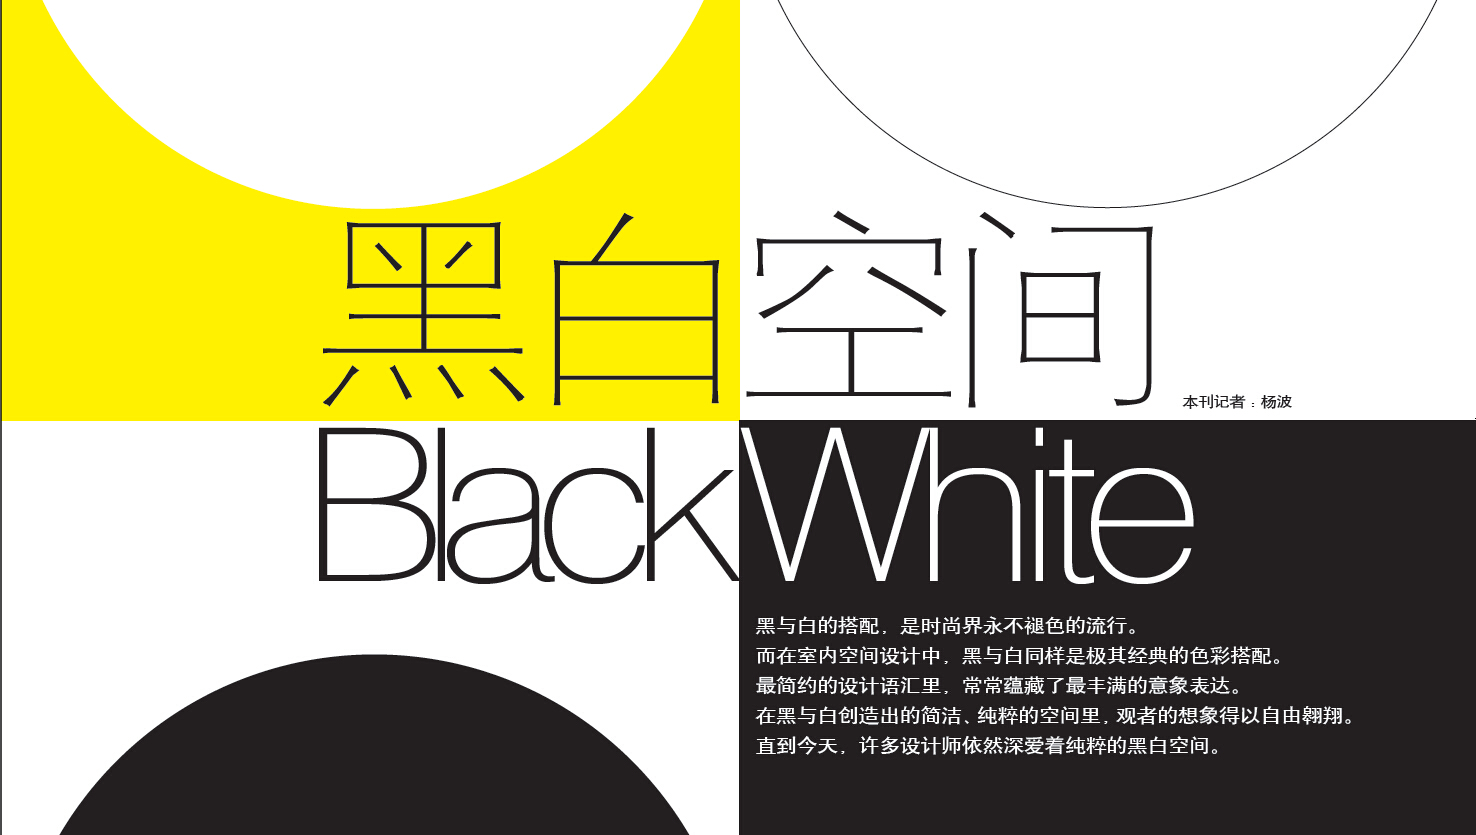 黑白空间
本刊记者：杨波
Black White
黑与白的搭配，是时尚界永不褪色的流行。
而在室内空间设计中，黑与白同样是极其经典的色彩搭配。
最简约的设计语汇里，常常蕴藏了最丰满的意象表达。
在黑与白创造出的简洁、纯粹的空间里，观者的想象得以自由翱翔。
直到今天，许多设计师依然深爱着纯粹的黑白空间。